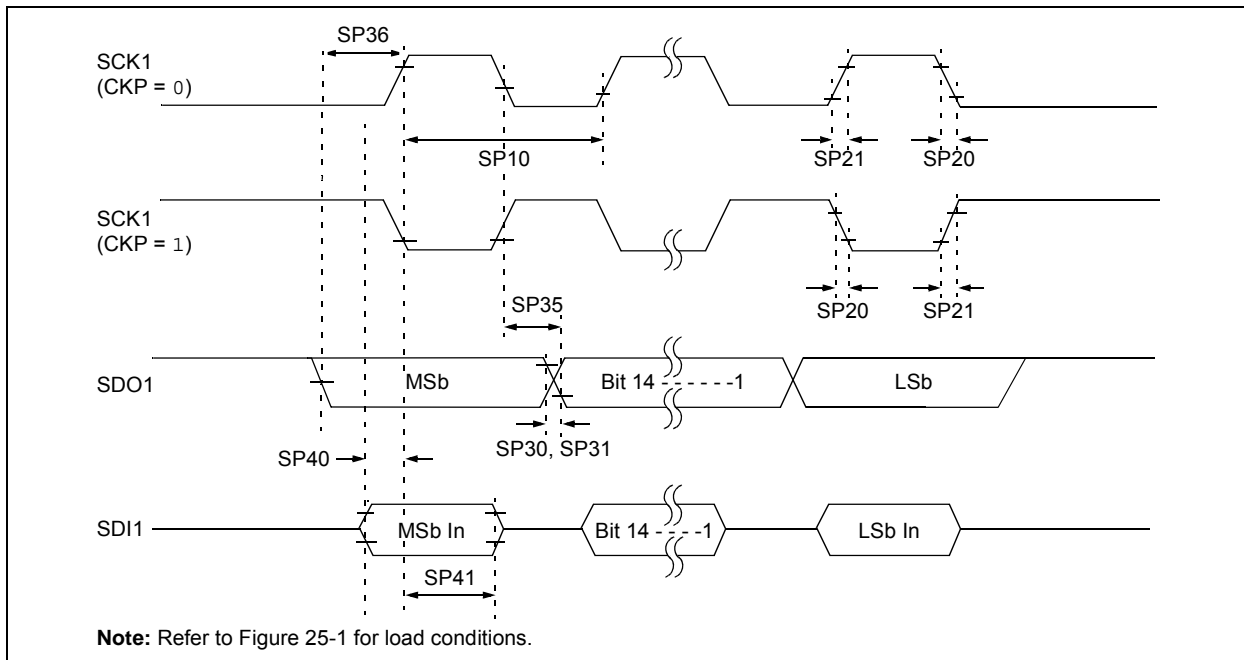 SP36
SCK1
(CKP = 0)
SP10
SP21
SP20
SCK1
(CKP = 1)
SP35
SP20
SP21
SDO1
MSb
Bit 14 - - - - - -1
LSb
SP30, SP31
SP40
SDI1
MSb In
Bit 14 - - - -1
LSb In
SP41
Note: Refer to Figure 25-1 for load conditions.